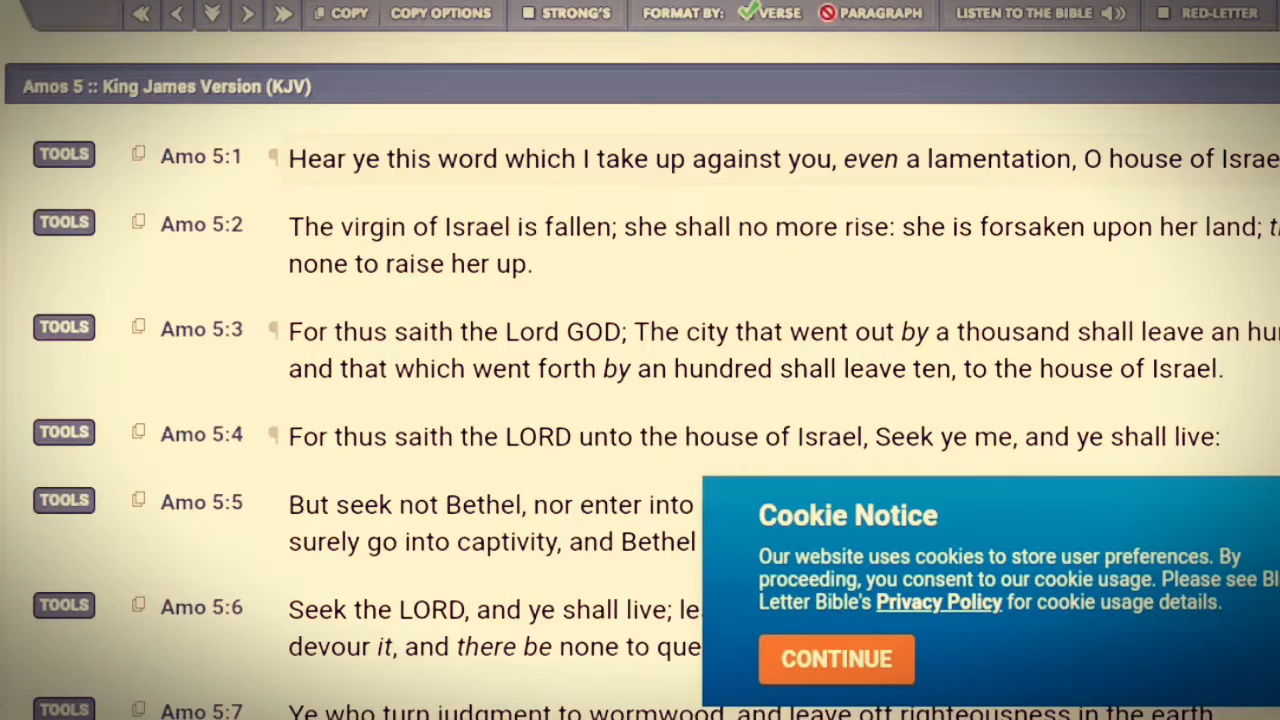 COPY COPY OPTIONS STRONG'S FORMAT BY: VERSE PARAGRAPH LISTEN TO THE BIBLE RED-LETTER
Amos 5 :: King James Version (KJV)
TOOLS Amo 5:1 ¶ Hear ye this word which I take up against you, even a lamentation, O house of Israe
TOOLS Amo 5:2 The virgin of Israel is fallen; she shall no more rise: she is forsaken upon her land;
none to raise her up.
TOOLS Amo 5:3 ¶ For thus saith the Lord GOD; The city that went out by a thousand shall leave an hu
and that which went forth by an hundred shall leave ten, to the house of Israel.
TOOLS Amo 5:4 ¶ For thus saith the LORD unto the house of Israel, Seek ye me, and ye shall live:
TOOLS Amo 5:5 But seek not Bethel, nor enter into
surely go into captivity, and Bethel
TOOLS Amo 5:6 Seek the LORD, and ye shall live; le
devour it, and there be none to que
TOOLS Amo 5:7 Ye who turn judgment to wormwood, and leave off righteousness in the earth
Cookie Notice
Our website uses cookies to store user preferences. By
proceeding, you consent to our cookie usage. Please see Bl
Letter Bible's Privacy Policy for cookie usage details.
CONTINUE